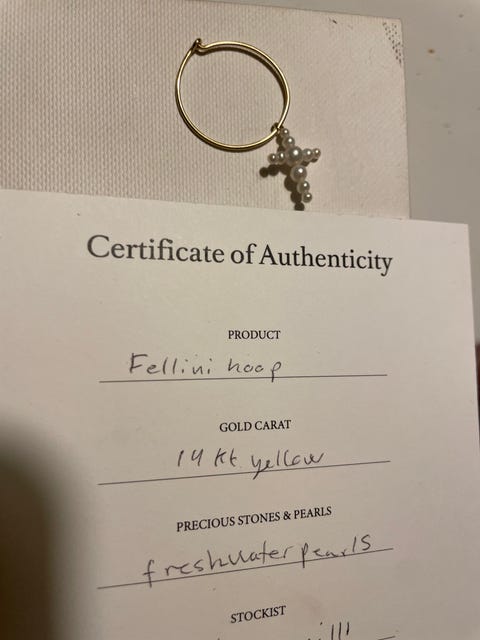 Certificate of Authenticity
PRODUCT
Fellini hoop
GOLD CARAT
14 Kt. yellow
PRECIOUS STONES & PEARLS
freshwater pearls
STOCKIST